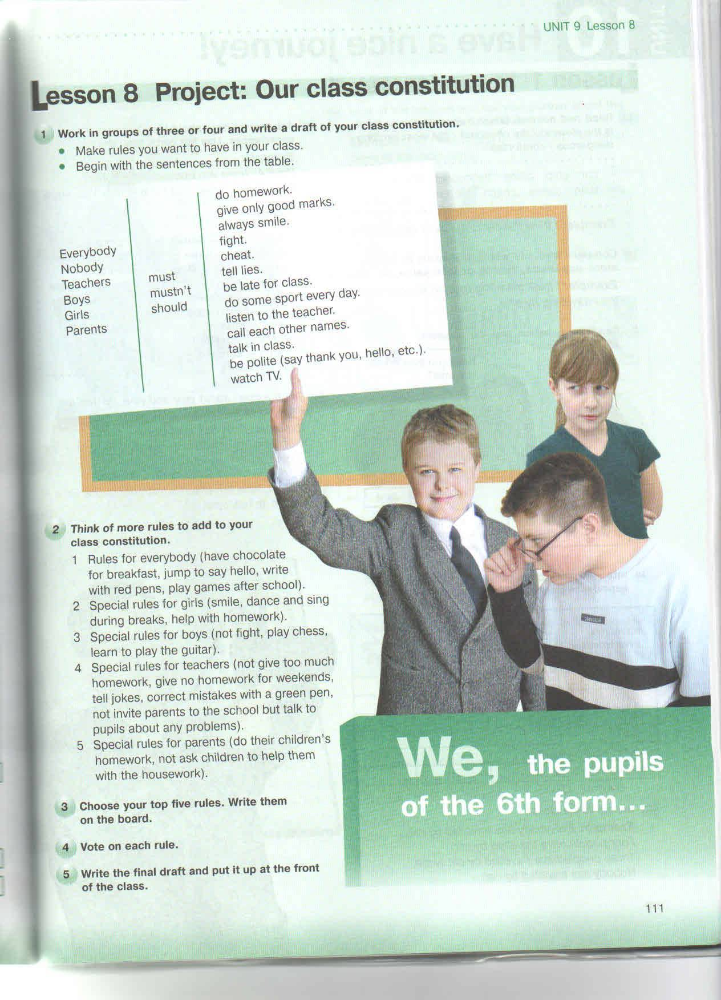 UNIT 9 Lesson 8
Lesson 8 Project: Our class constitution
1 Work in groups of three or four and write a draft of your class constitution.
• Make rules you want to have in your class.
• Begin with the sentences from the table.
Everybody
Nobody
Teachers
Boys
Girls
Parents
must
mustn't
should
do homework.
give only good marks.
always smile.
fight.
cheat.
tell lies.
be late for class.
do some sport every day.
listen to the teacher.
call each other names.
talk in class.
be polite (say thank you, hello, etc.).
watch TV.
2 Think of more rules to add to your
class constitution.
1 Rules for everybody (have chocolate
for breakfast, jump to say hello, write
with red pens, play games after school).
2 Special rules for girls (smile, dance and sing
during breaks, help with homework).
3 Special rules for boys (not fight, play chess,
learn to play the guitar).
4 Special rules for teachers (not give too much
homework, give no homework for weekends,
tell jokes, correct mistakes with a green pen,
not invite parents to the school but talk to
pupils about any problems).
5 Special rules for parents (do their children's
homework, not ask children to help them
with the housework).
3 Choose your top five rules. Write them
on the board.
4 Vote on each rule.
5 Write the final draft and put it up at the front
of the class.
We, the pupils
of the 6th form...
111